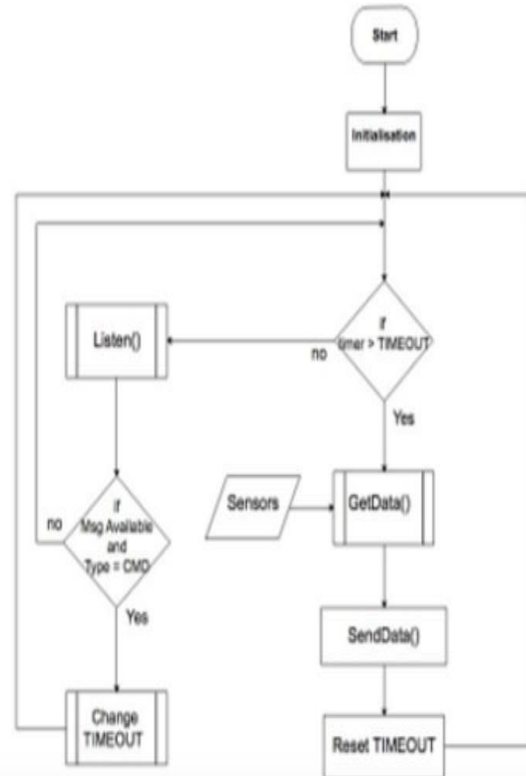 Start
Initialisation
If
timer > TIMEOUT
no
Yes
Listen()
If
Msg Available
and
Type = CMD
no
Yes
Change
TIMEOUT
Sensors
GetData()
SendData()
Reset TIMEOUT